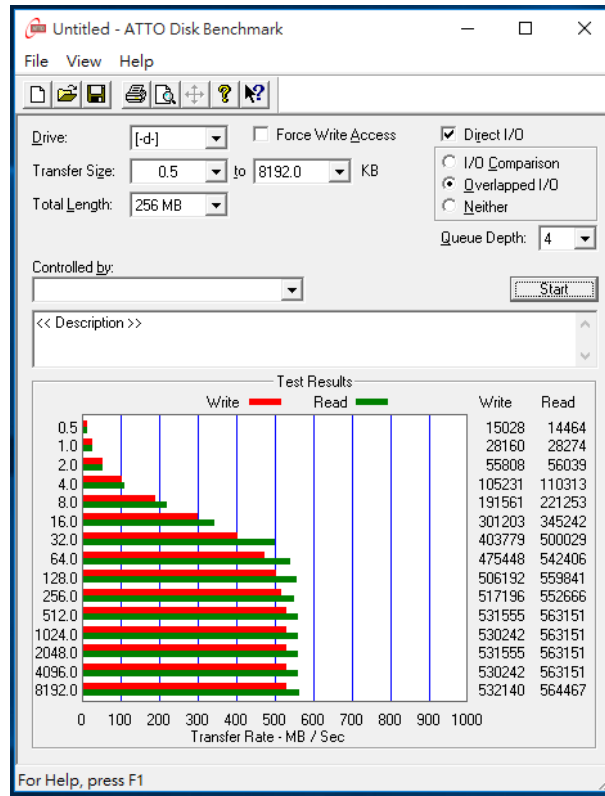 Untitled - ATTO Disk Benchmark
File View Help
Drive: [-d-] Force Write Access Direct I/O
Transfer Size: 0.5 to 8192.0 KB
I/O Comparison
Overlapped I/O
Neither
Total Length: 256 MB
Queue Depth: 4
Controlled by:
Start
<< Description >>
Test Results
Write Read Write Read
0.5 15028 14464
1.0 28160 28274
2.0 55808 56039
4.0 105231 110313
8.0 191561 221253
16.0 301203 345242
32.0 403779 500029
64.0 475448 542406
128.0 506192 559841
256.0 517196 552666
512.0 531555 563151
1024.0 530242 563151
2048.0 531555 563151
4096.0 530242 563151
8192.0 532140 564467
0 100 200 300 400 500 600 700 800 900 1000
Transfer Rate - MB / Sec
For Help, press F1